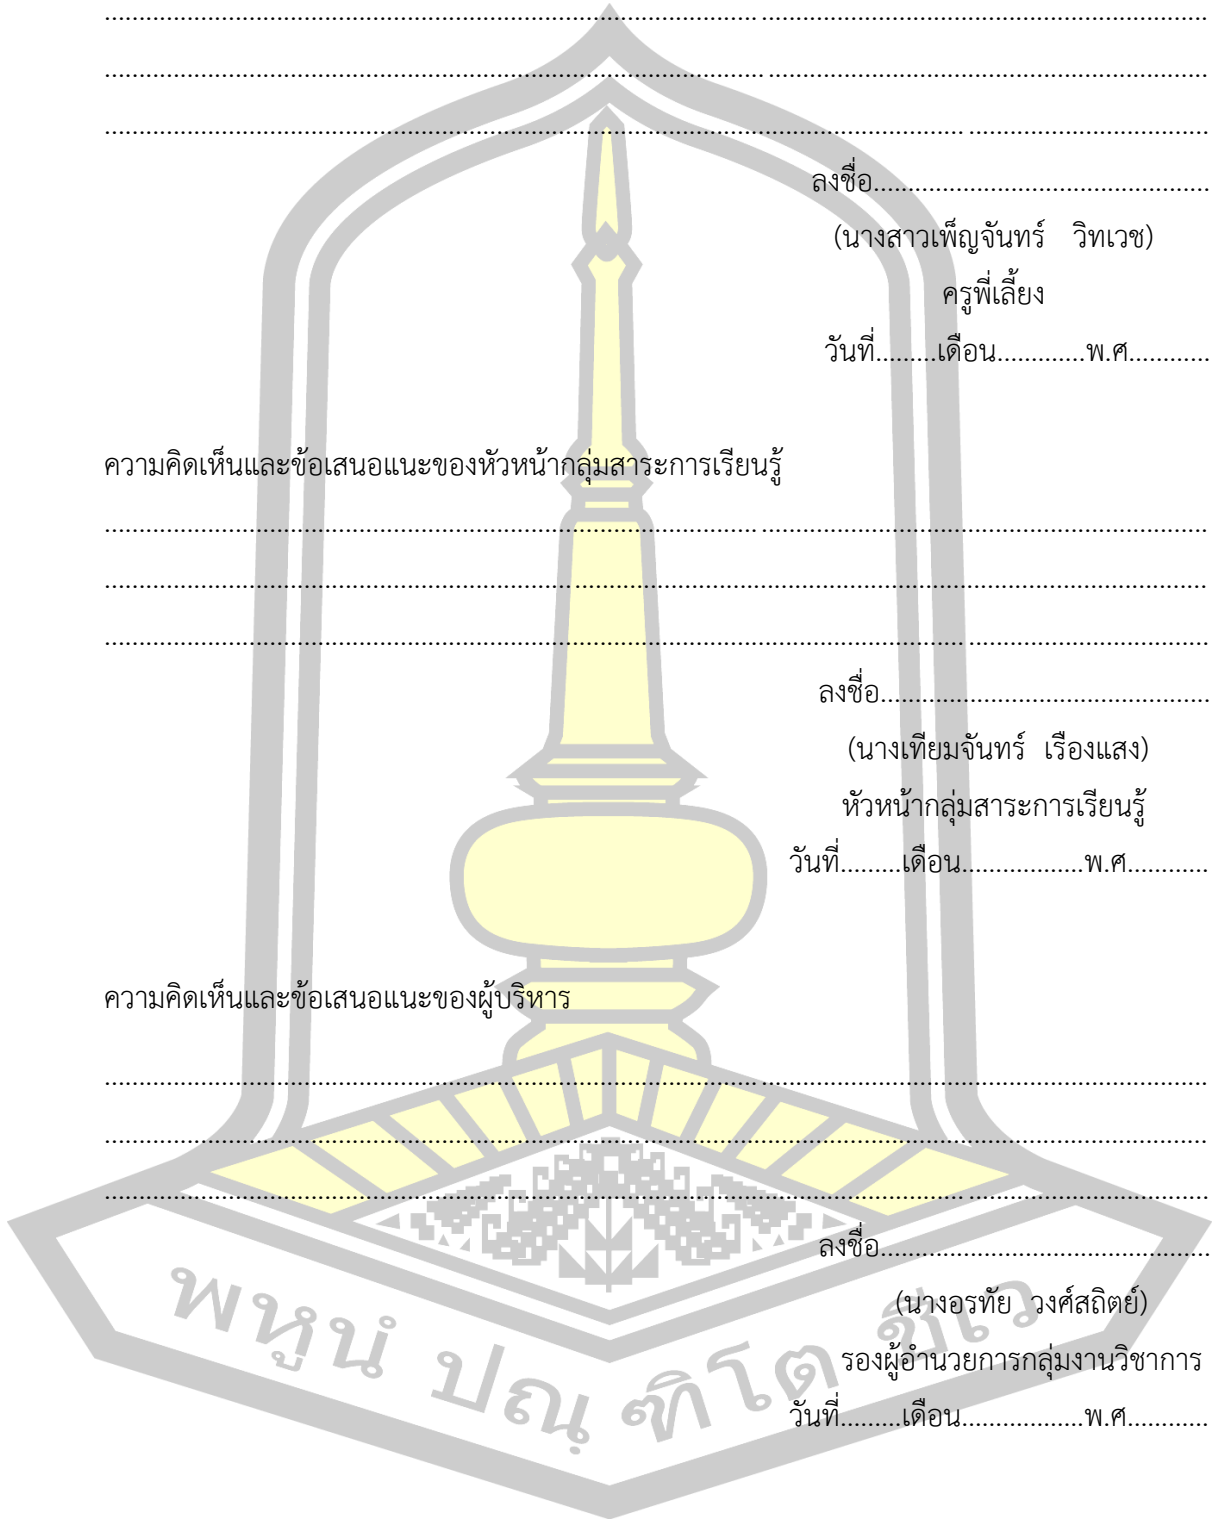 ........................................................................................................................................
........................................................................................................................................
........................................................................................................................................
ลงชื่อ.................................................
(นางสาวเพ็ญจันทร์ วิทเวช)
ครูพี่เลี้ยง
วันที่.........เดือน.............พ.ศ............
ความคิดเห็นและข้อเสนอแนะของหัวหน้ากลุ่มสาระการเรียนรู้
........................................................................................................................................
........................................................................................................................................
........................................................................................................................................
ลงชื่อ................................................
(นางเทียมจันทร์ เรืองแสง)
หัวหน้ากลุ่มสาระการเรียนรู้
วันที่.........เดือน..................พ.ศ............
ความคิดเห็นและข้อเสนอแนะของผู้บริหาร
........................................................................................................................................
........................................................................................................................................
........................................................................................................................................
ลงชื่อ................................................
(นางอรทัย วงศ์สถิตย์)
รองผู้อำนวยการกลุ่มงานวิชาการ
วันที่.........เดือน..................พ.ศ............
พหูนํ ปณฺฑิโต ชีเว